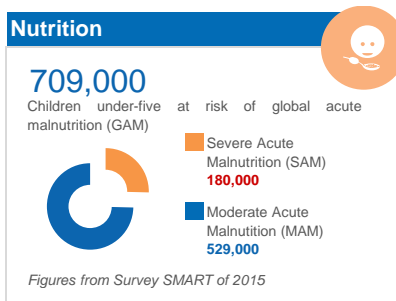 Nutrition
709,000
Children under-five at risk of global acute
malnutrition (GAM)
Severe Acute
Malnutrition (SAM)
180,000
Moderate Acute
Malnutition (MAM)
529,000
Figures from Survey SMART of 2015